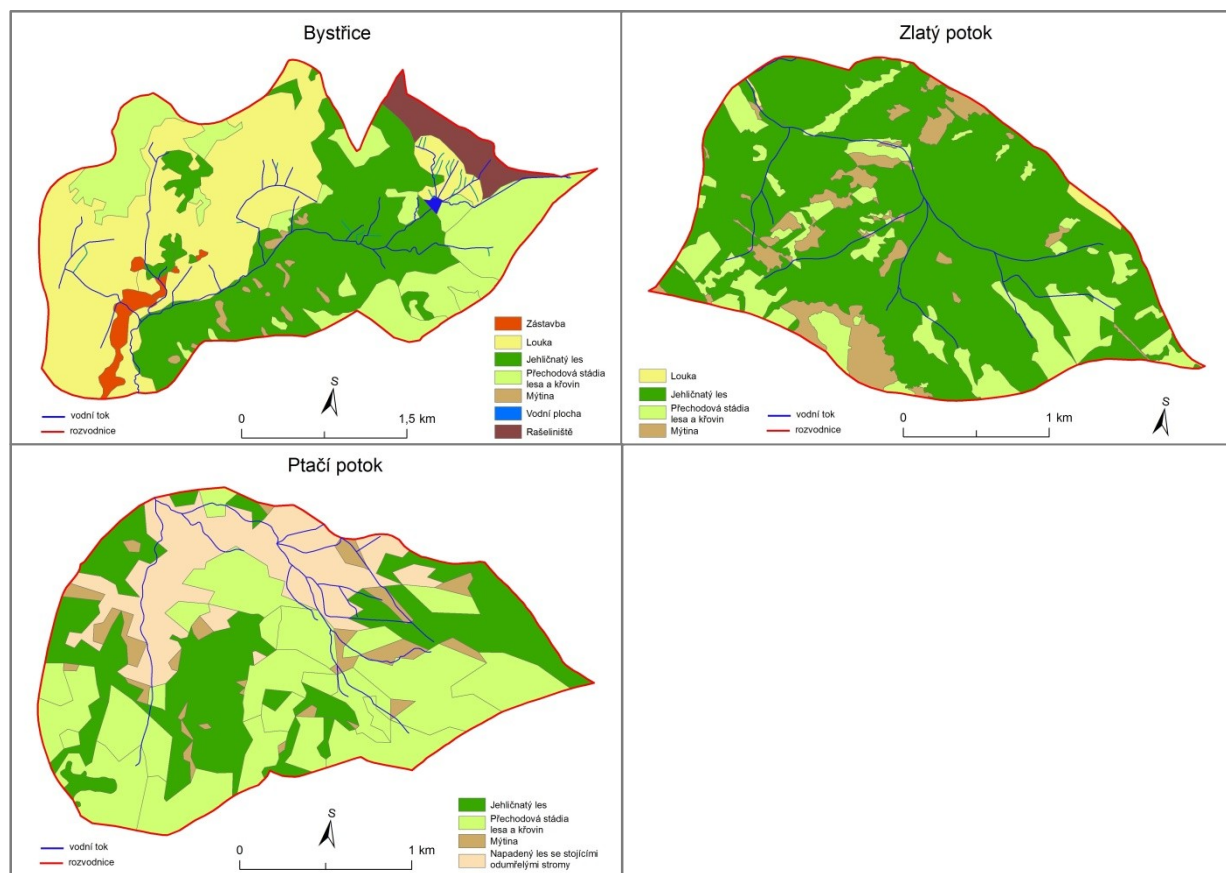 Bystřice
Zástavba
Louka
Jehličnatý les
Přechodová stádia
lesa a křovin
Mýtina
Vodní plocha
Rašeliniště
vodní tok
rozvodnice
S
0 1,5 km
Zlatý potok
Louka
Jehličnatý les
Přechodová stádia
lesa a křovin
Mýtina
vodní tok
rozvodnice
0 1 km
S
Ptačí potok
Jehličnatý les
Přechodová stádia
lesa a křovin
Mýtina
Napadený les se stojícími
odumřelými stromy
vodní tok
rozvodnice
S
0 1 km